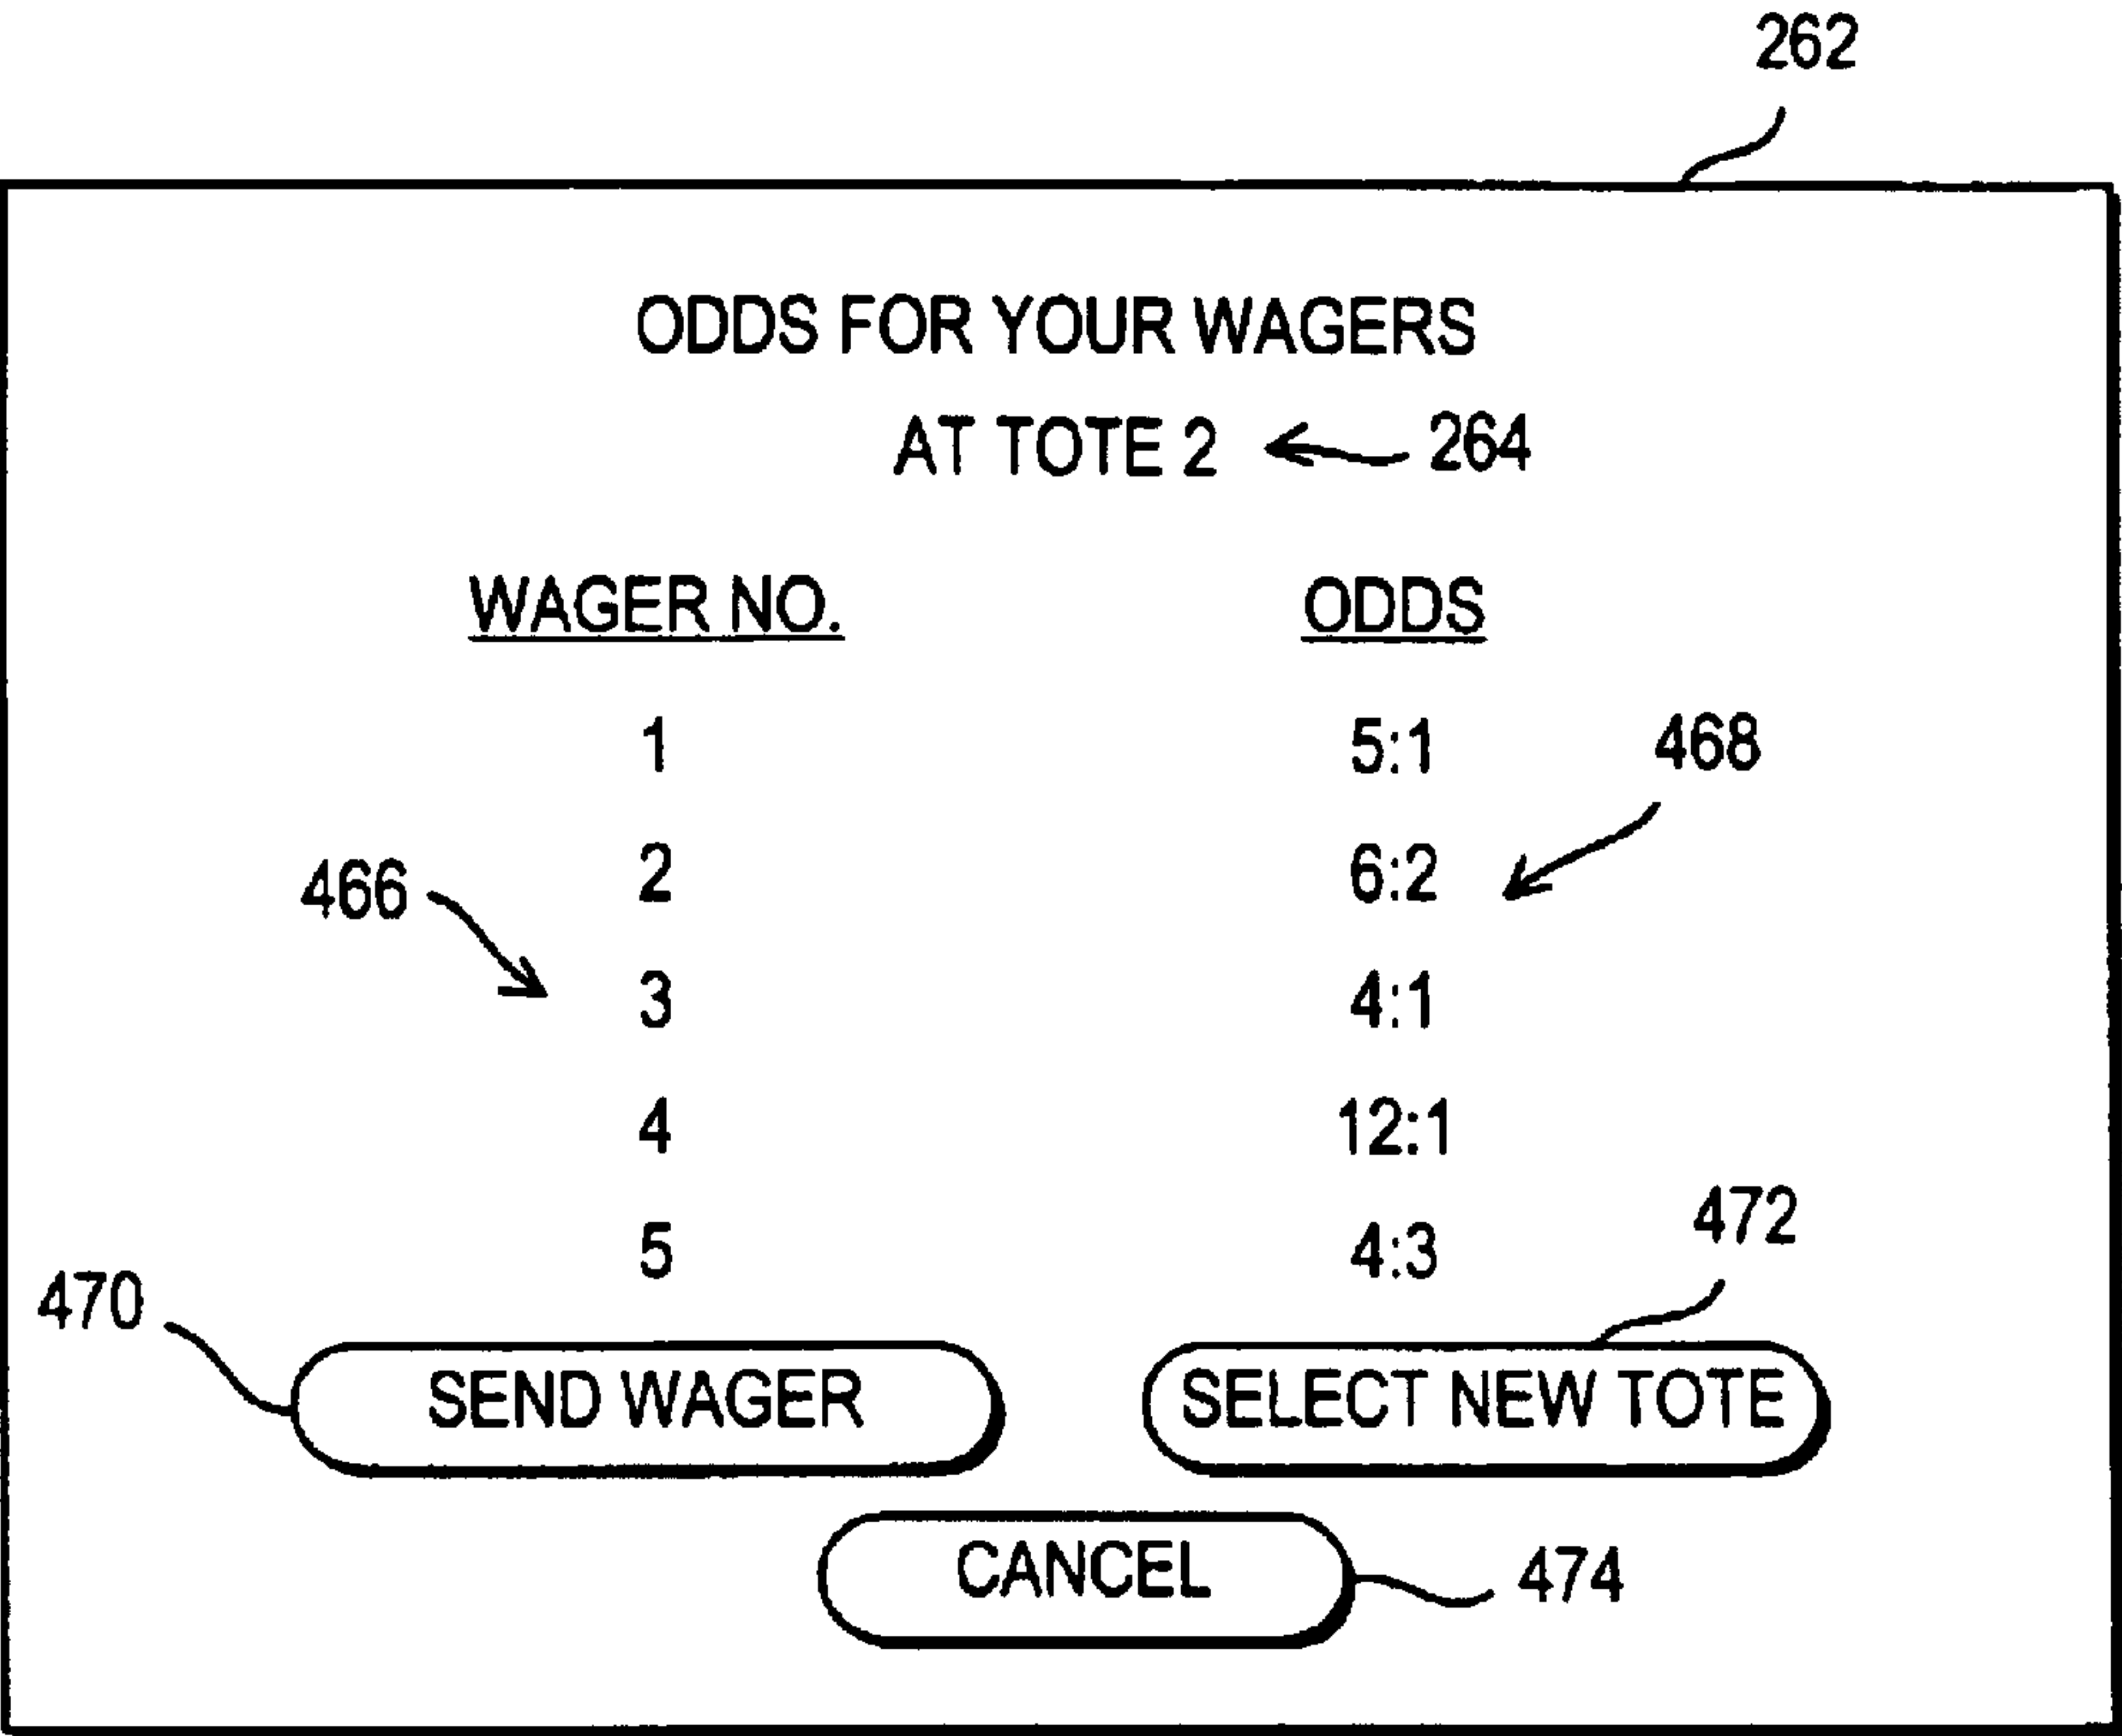 262
ODDS FOR YOUR WAGERS
AT TOTE 2 264
WAGER NO. ODDS
1 5:1 468
466 2 6:2
3 4:1
4 12:1
5 4:3 472
470
SEND WAGER SELECT NEW TOTE
CANCEL 474